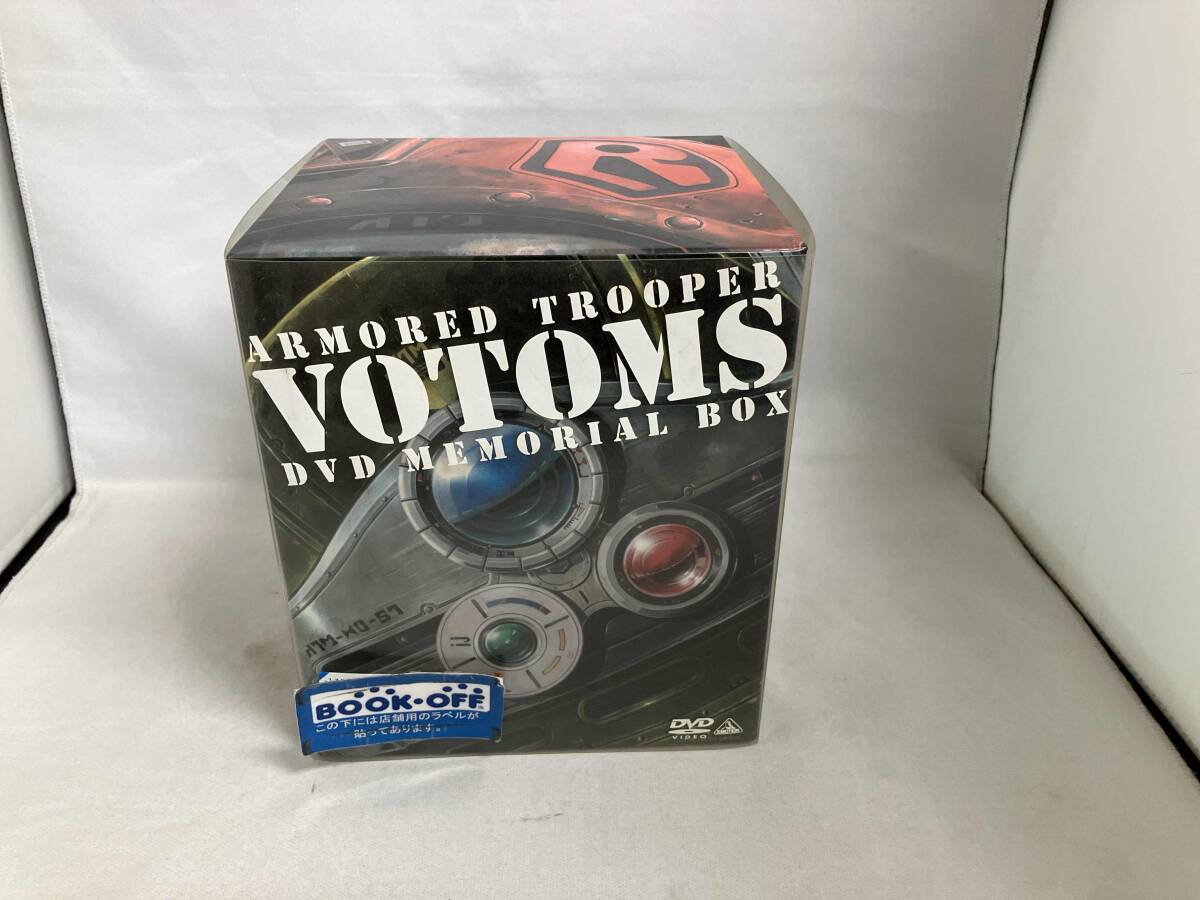 ARMORED TROOPER
VOTOMS
DVD MEMORIAL BOX
BOOK・OFF
この下には店舗用のラベルが
貼ってあります。
DVD
VIDEO